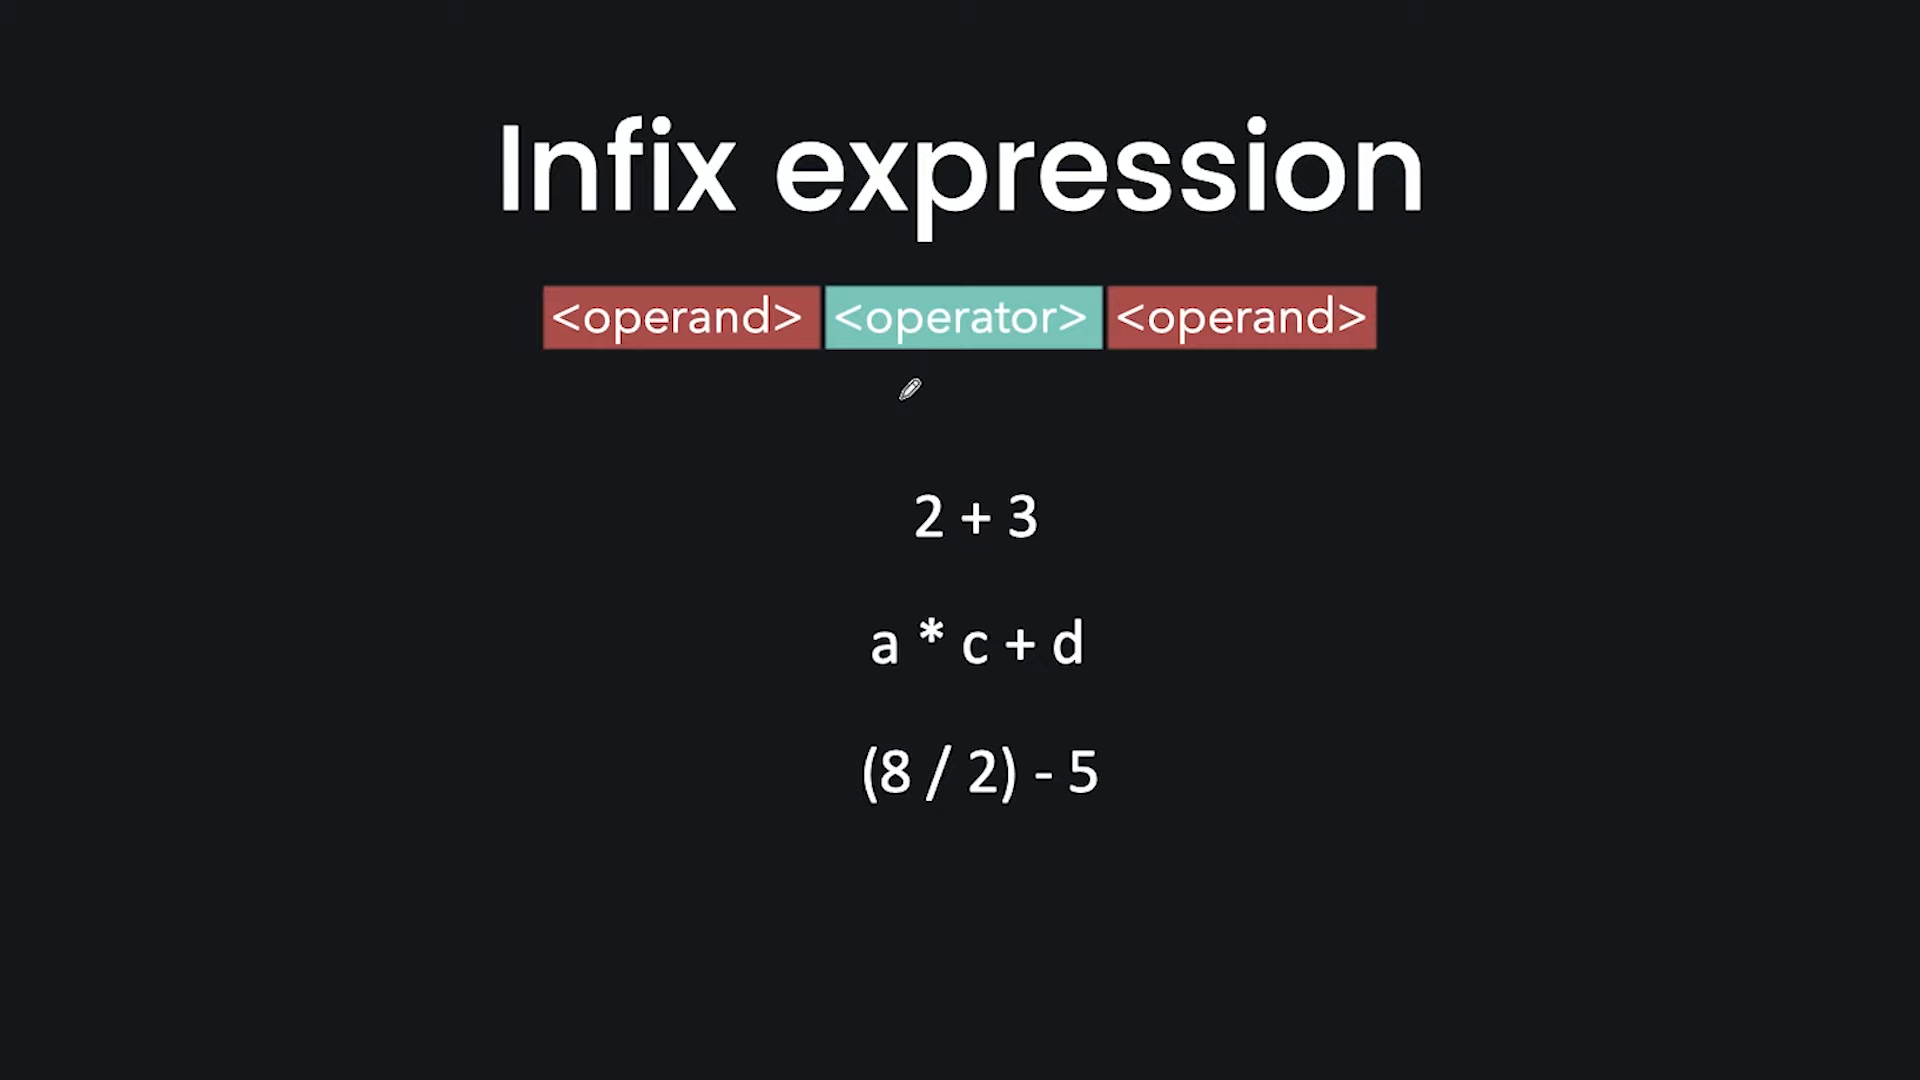 Infix expression
<operand> <operator> <operand>
2 + 3
a * c + d
(8 / 2) - 5